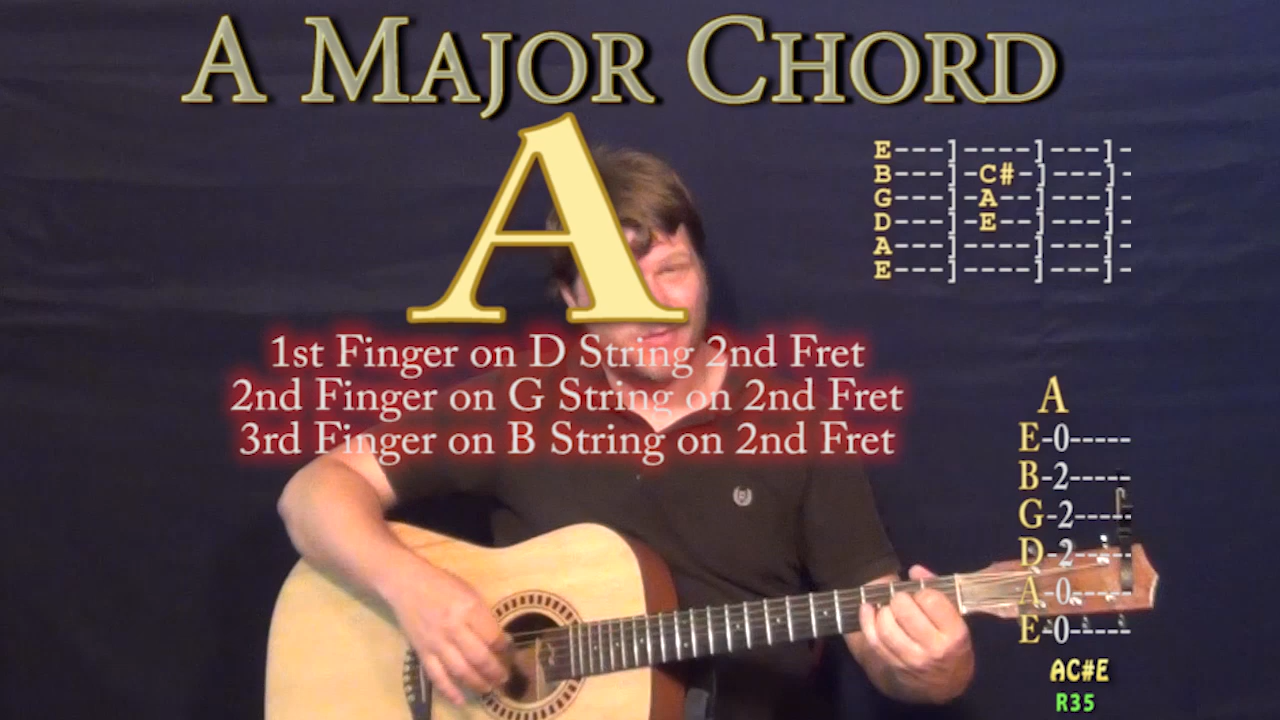 A MAJOR CHORD
A
E---]----]---]-
B---]-C#-]---]-
G---]-A--]---]-
D---]-E--]---]-
A---]----]---]-
E---]----]---]-
1st Finger on D String 2nd Fret
2nd Finger on G String on 2nd Fret
3rd Finger on B String on 2nd Fret
A
E-0-----
B-2-----
G-2-----
D-2-----
A-0-----
E-0-----
AC#E
R35